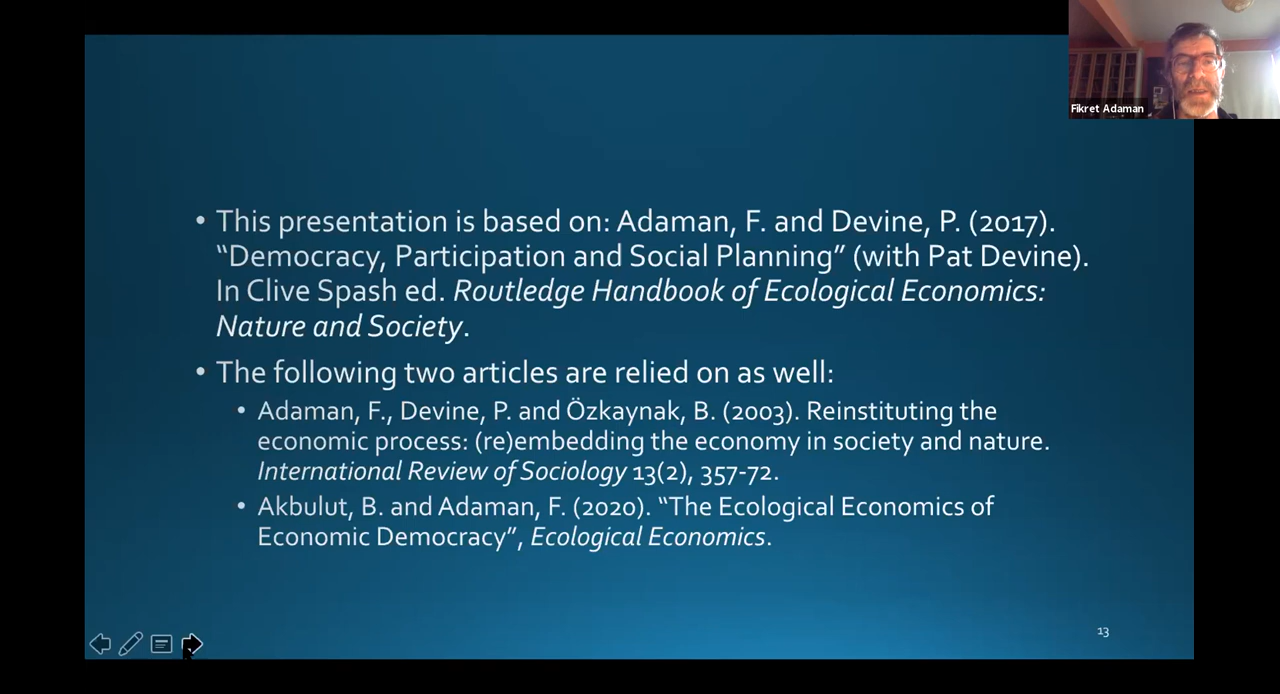 Fikret Adaman
• This presentation is based on: Adaman, F. and Devine, P. (2017).
“Democracy, Participation and Social Planning” (with Pat Devine).
In Clive Spash ed. Routledge Handbook of Ecological Economics:
Nature and Society.
• The following two articles are relied on as well:
• Adaman, F., Devine, P. and Özkaynak, B. (2003). Reinstituting the
economic process: (re)embedding the economy in society and nature.
International Review of Sociology 13(2), 357-72.
• Akbulut, B. and Adaman, F. (2020). “The Ecological Economics of
Economic Democracy”, Ecological Economics.
13